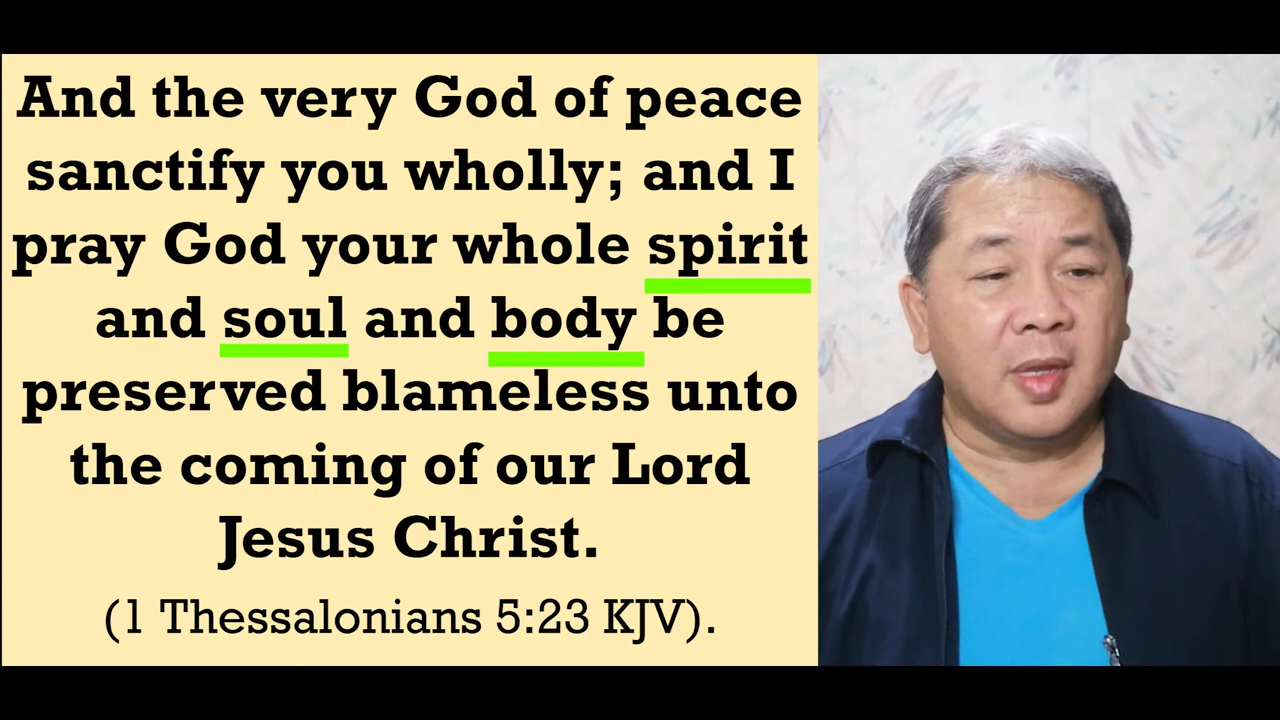 And the very God of peace
sanctify you wholly; and I
pray God your whole spirit
and soul and body be
preserved blameless unto
the coming of our Lord
Jesus Christ.
(1 Thessalonians 5:23 KJV).